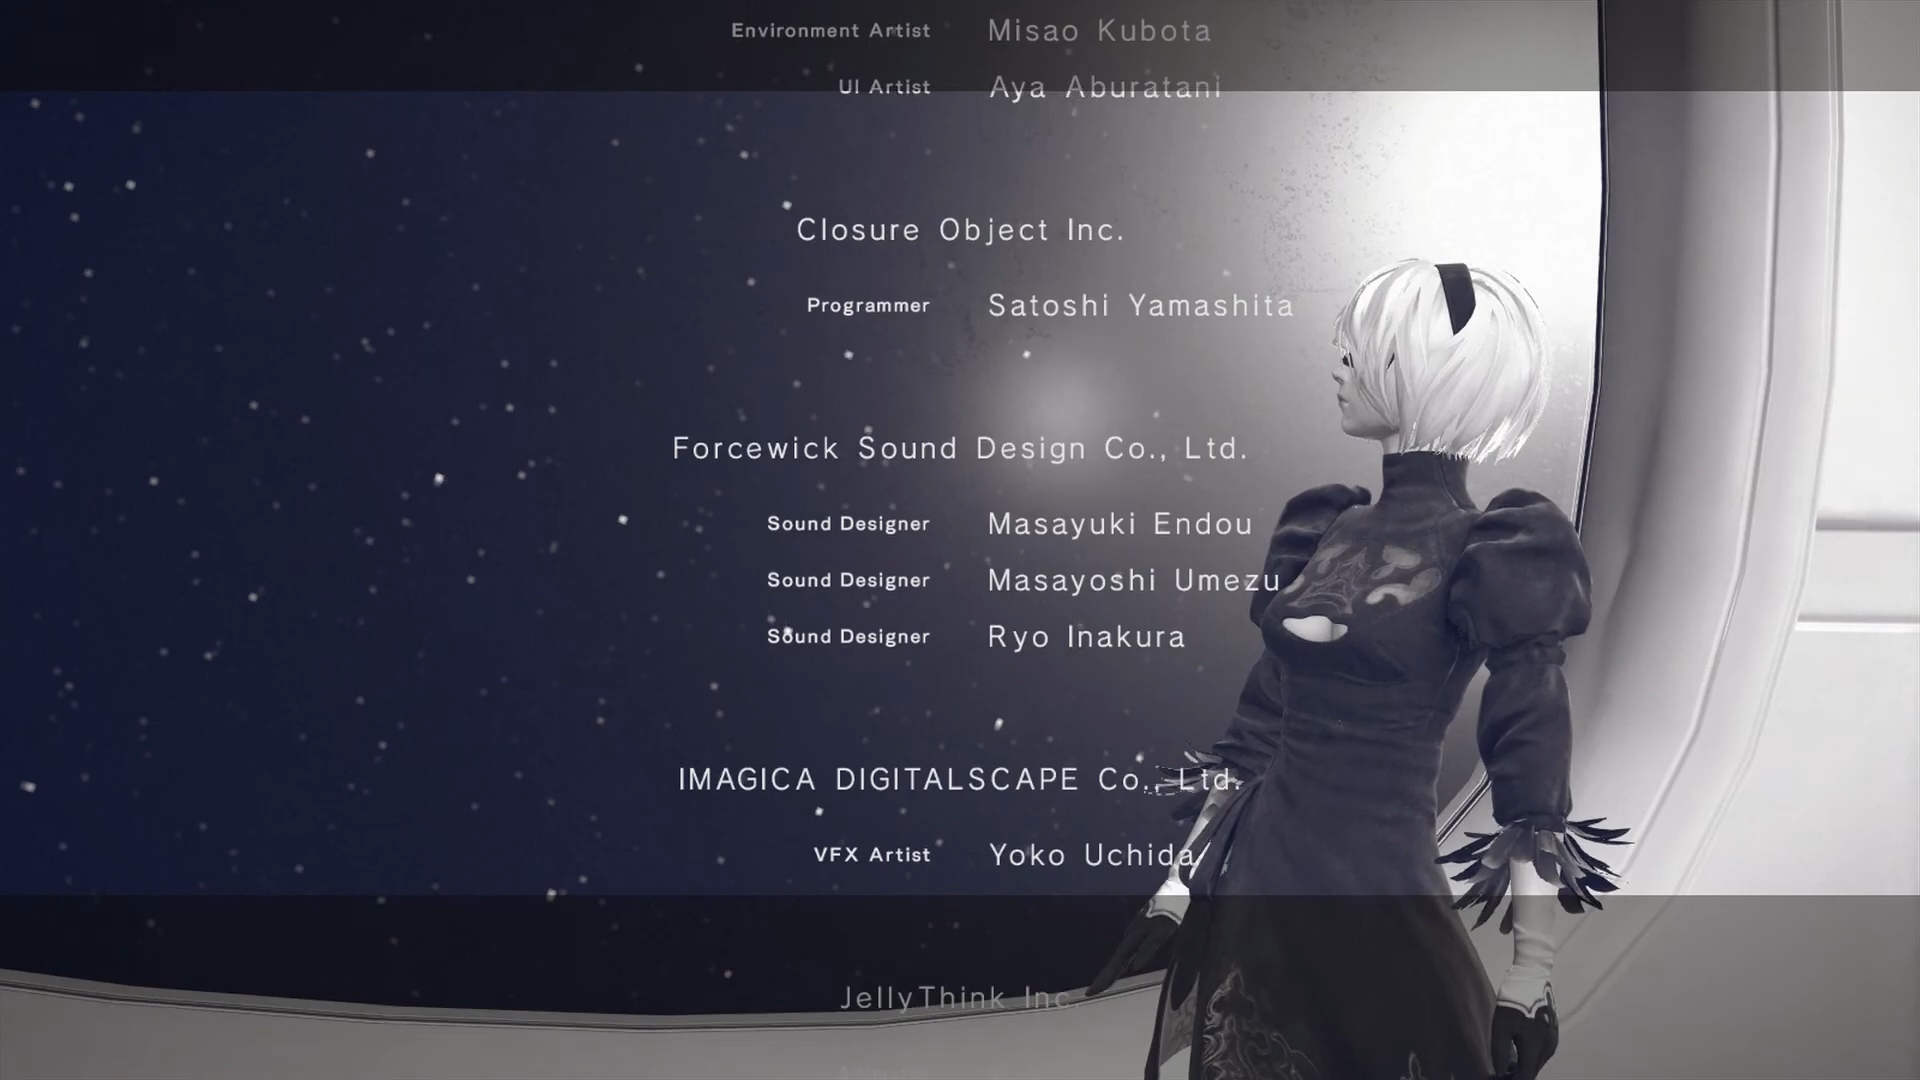 Environment Artist Misao Kubota
UI Artist Aya Aburatani
Closure Object Inc.
Programmer Satoshi Yamashita
Forcewick Sound Design Co., Ltd.
Sound Designer Masayuki Endou
Sound Designer Masayoshi Umezu
Sound Designer Ryo Inakura
IMAGICA DIGITALSCAPE Co., Ltd.
VFX Artist Yoko Uchida
JellyThink Inc.